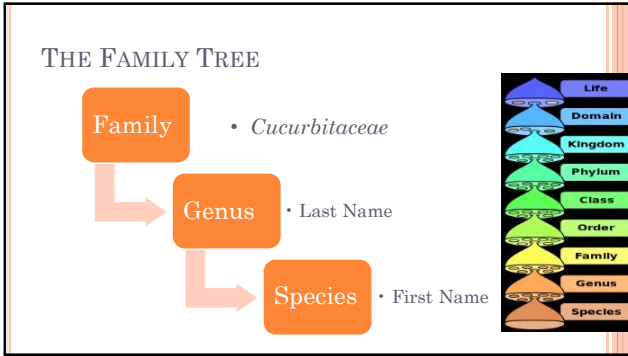 THE FAMILY TREE
Family
• Cucurbitaceae
Genus
• Last Name
Species
• First Name
Life
Domain
Kingdom
Phylum
Class
Order
Family
Genus
Species